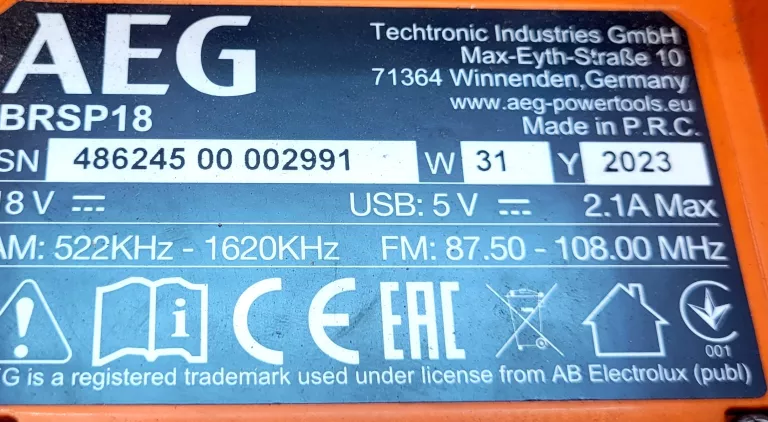 AEG
BRSP18
Techtronic Industries GmbH
Max-Eyth-Straße 10
71364 Winnenden,Germany
www.aeg-powertools.eu
Made in P.R.C.
SN 486245 00 002991 W 31 Y 2023
18 V USB: 5 V 2.1A Max
AM: 522KHz - 1620KHz FM: 87.50 - 108.00 MHz
i CE EAC
001
G is a registered trademark used under license from AB Electrolux (publ)